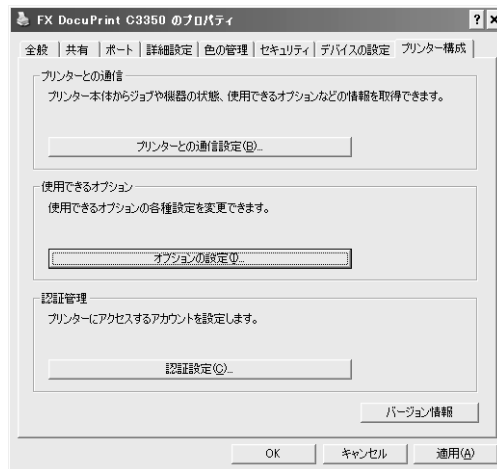 FX DocuPrint C3350 のプロパティ
全般 共有 ポート 詳細設定 色の管理 セキュリティ デバイスの設定 プリンター構成
プリンターとの通信
プリンター本体からジョブや機器の状態、使用できるオプションなどの情報を取得できます。
プリンターとの通信設定(B)...
使用できるオプション
使用できるオプションの各種設定を変更できます。
オプションの設定(I)...
認証管理
プリンターにアクセスするアカウントを設定します。
認証設定(C)...
バージョン情報
OK キャンセル 適用(A)